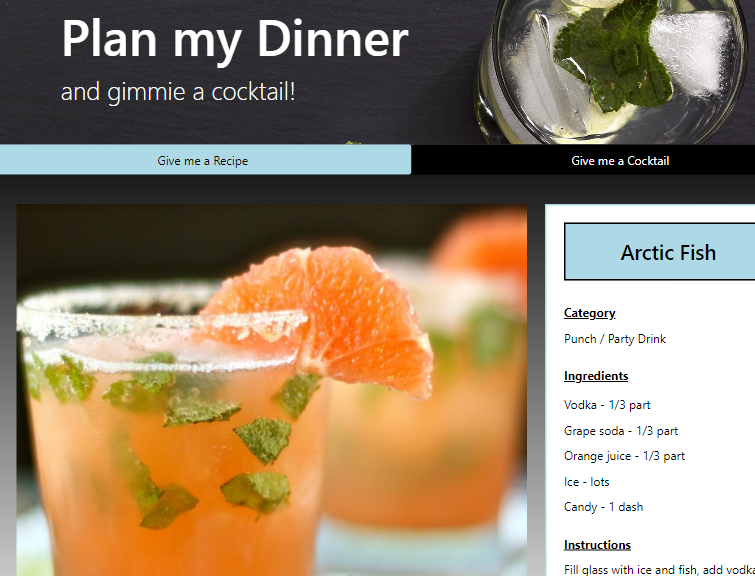 Plan my Dinner
and gimmie a cocktail!
Give me a Recipe
Give me a Cocktail
Arctic Fish
Category
Punch / Party Drink
Ingredients
Vodka - 1/3 part
Grape soda - 1/3 part
Orange juice - 1/3 part
Ice - lots
Candy - 1 dash
Instructions
Fill glass with ice and fish, add vodka